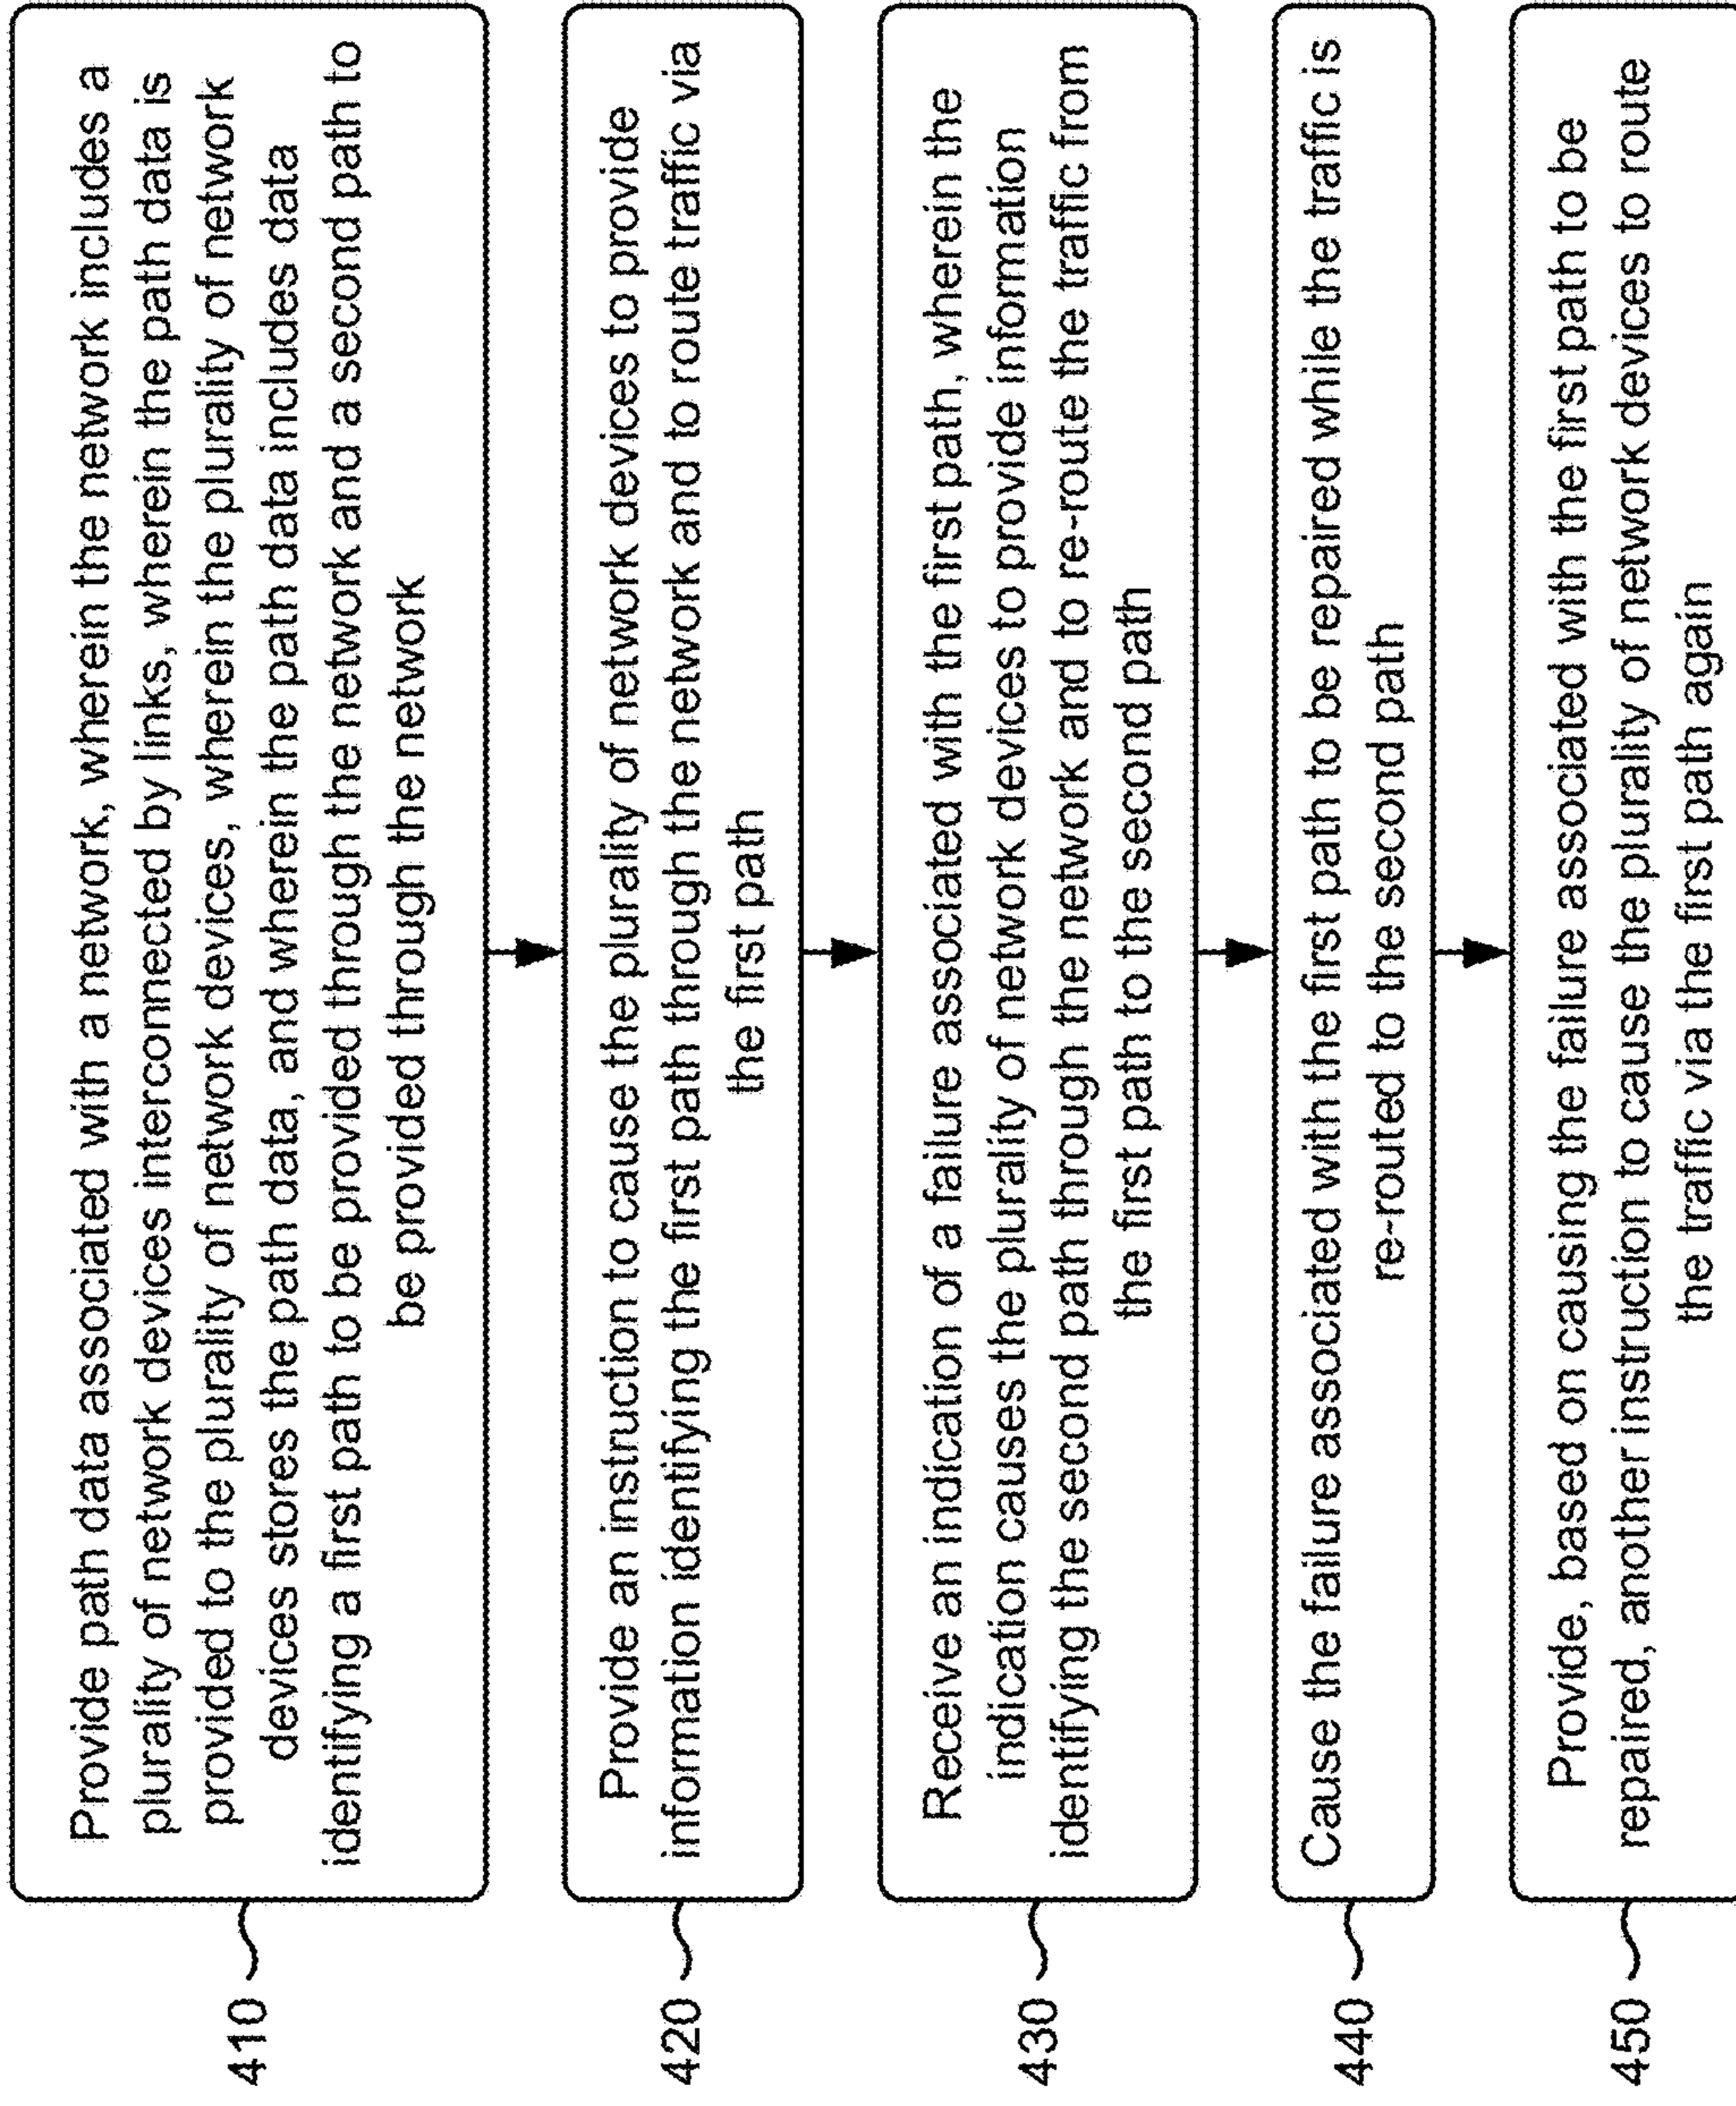 410
Provide path data associated with a network, wherein the network includes a
plurality of network devices interconnected by links, wherein the path data is
provided to the plurality of network devices, wherein the plurality of network
devices stores the path data, and wherein the path data includes data
identifying a first path to be provided through the network and a second path to
be provided through the network
420
Provide an instruction to cause the plurality of network devices to provide
information identifying the first path through the network and to route traffic via
the first path
430
Receive an indication of a failure associated with the first path, wherein the
indication causes the plurality of network devices to provide information
identifying the second path through the network and to re-route the traffic from
the first path to the second path
440
Cause the failure associated with the first path to be repaired while the traffic is
re-routed to the second path
450
Provide, based on causing the failure associated with the first path to be
repaired, another instruction to cause the plurality of network devices to route
the traffic via the first path again